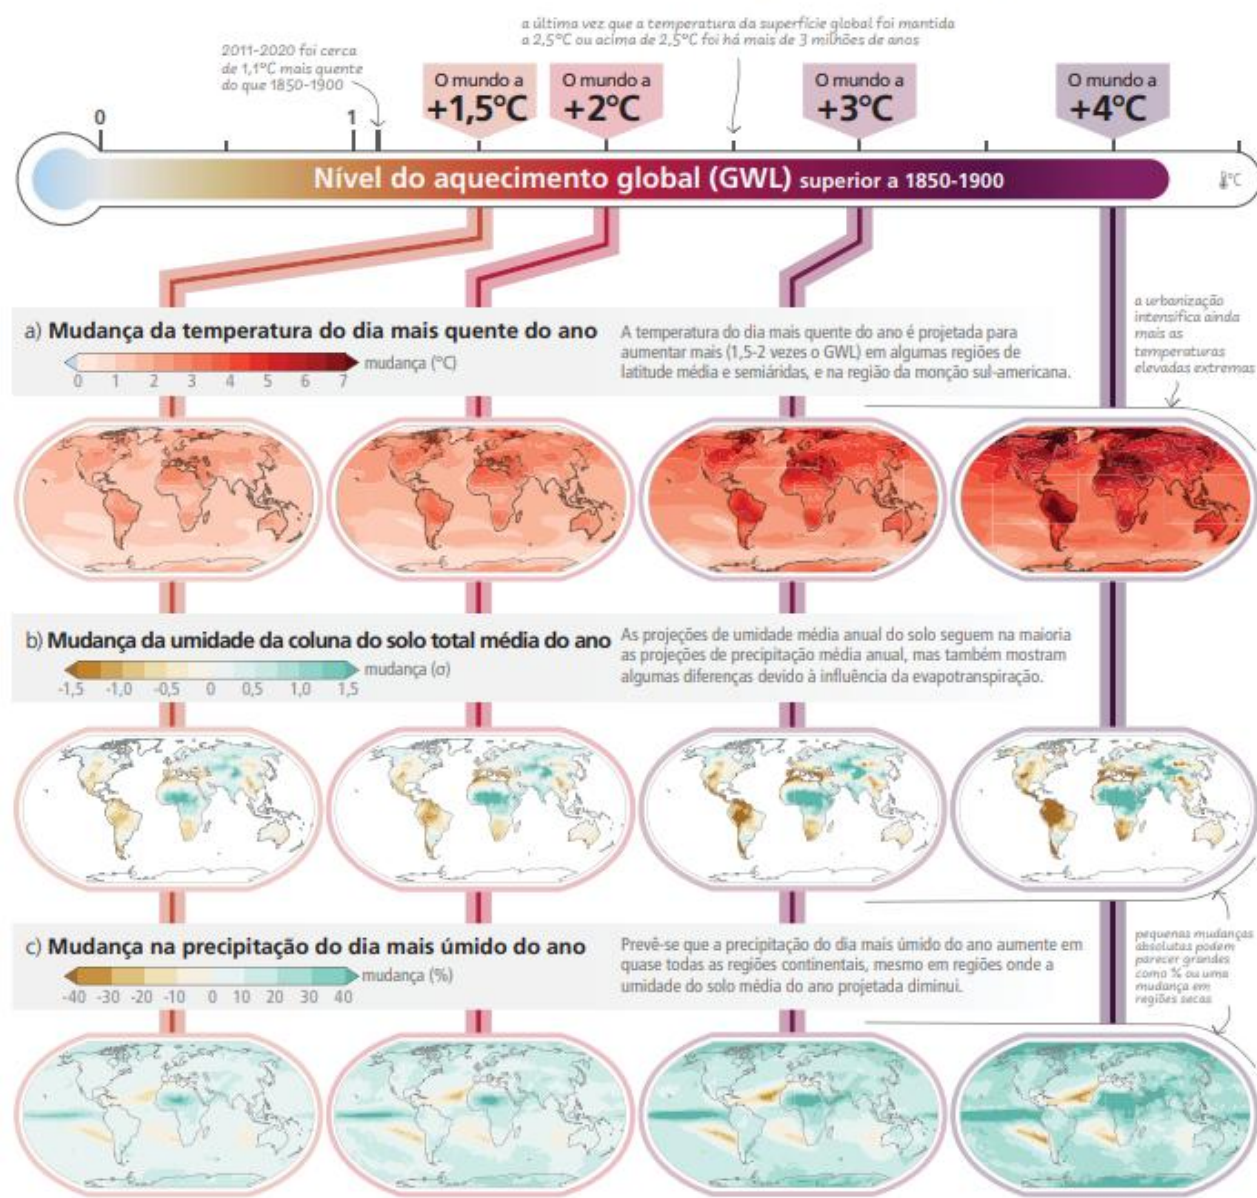 a última vez que a temperatura da superfície global foi mantida
a 2,5°C ou acima de 2,5°C foi há mais de 3 milhões de anos
2011-2020 foi cerca
de 1,1°C mais quente
do que 1850-1900
O mundo a
+1,5°C
O mundo a
+2°C
O mundo a
+3°C
O mundo a
+4°C
0
1
Nível do aquecimento global (GWL) superior a 1850-1900
°C
a urbanização
intensifica ainda
mais as
temperaturas
elevadas extremas
a) Mudança da temperatura do dia mais quente do ano
mudança (°C)
0 1 2 3 4 5 6 7
A temperatura do dia mais quente do ano é projetada para
aumentar mais (1,5-2 vezes o GWL) em algumas regiões de
latitude média e semiáridas, e na região da monção sul-americana.
b) Mudança da umidade da coluna do solo total média do ano
mudança (σ)
-1,5 -1,0 -0,5 0 0,5 1,0 1,5
As projeções de umidade média anual do solo seguem na maioria
as projeções de precipitação média anual, mas também mostram
algumas diferenças devido à influência da evapotranspiração.
c) Mudança na precipitação do dia mais úmido do ano
mudança (%)
-40 -30 -20 -10 0 10 20 30 40
Prevê-se que a precipitação do dia mais úmido do ano aumente em
quase todas as regiões continentais, mesmo em regiões onde a
umidade do solo média do ano projetada diminui.
pequenas mudanças
absolutas podem
parecer grandes
como % ou uma
mudança em
regiões secas